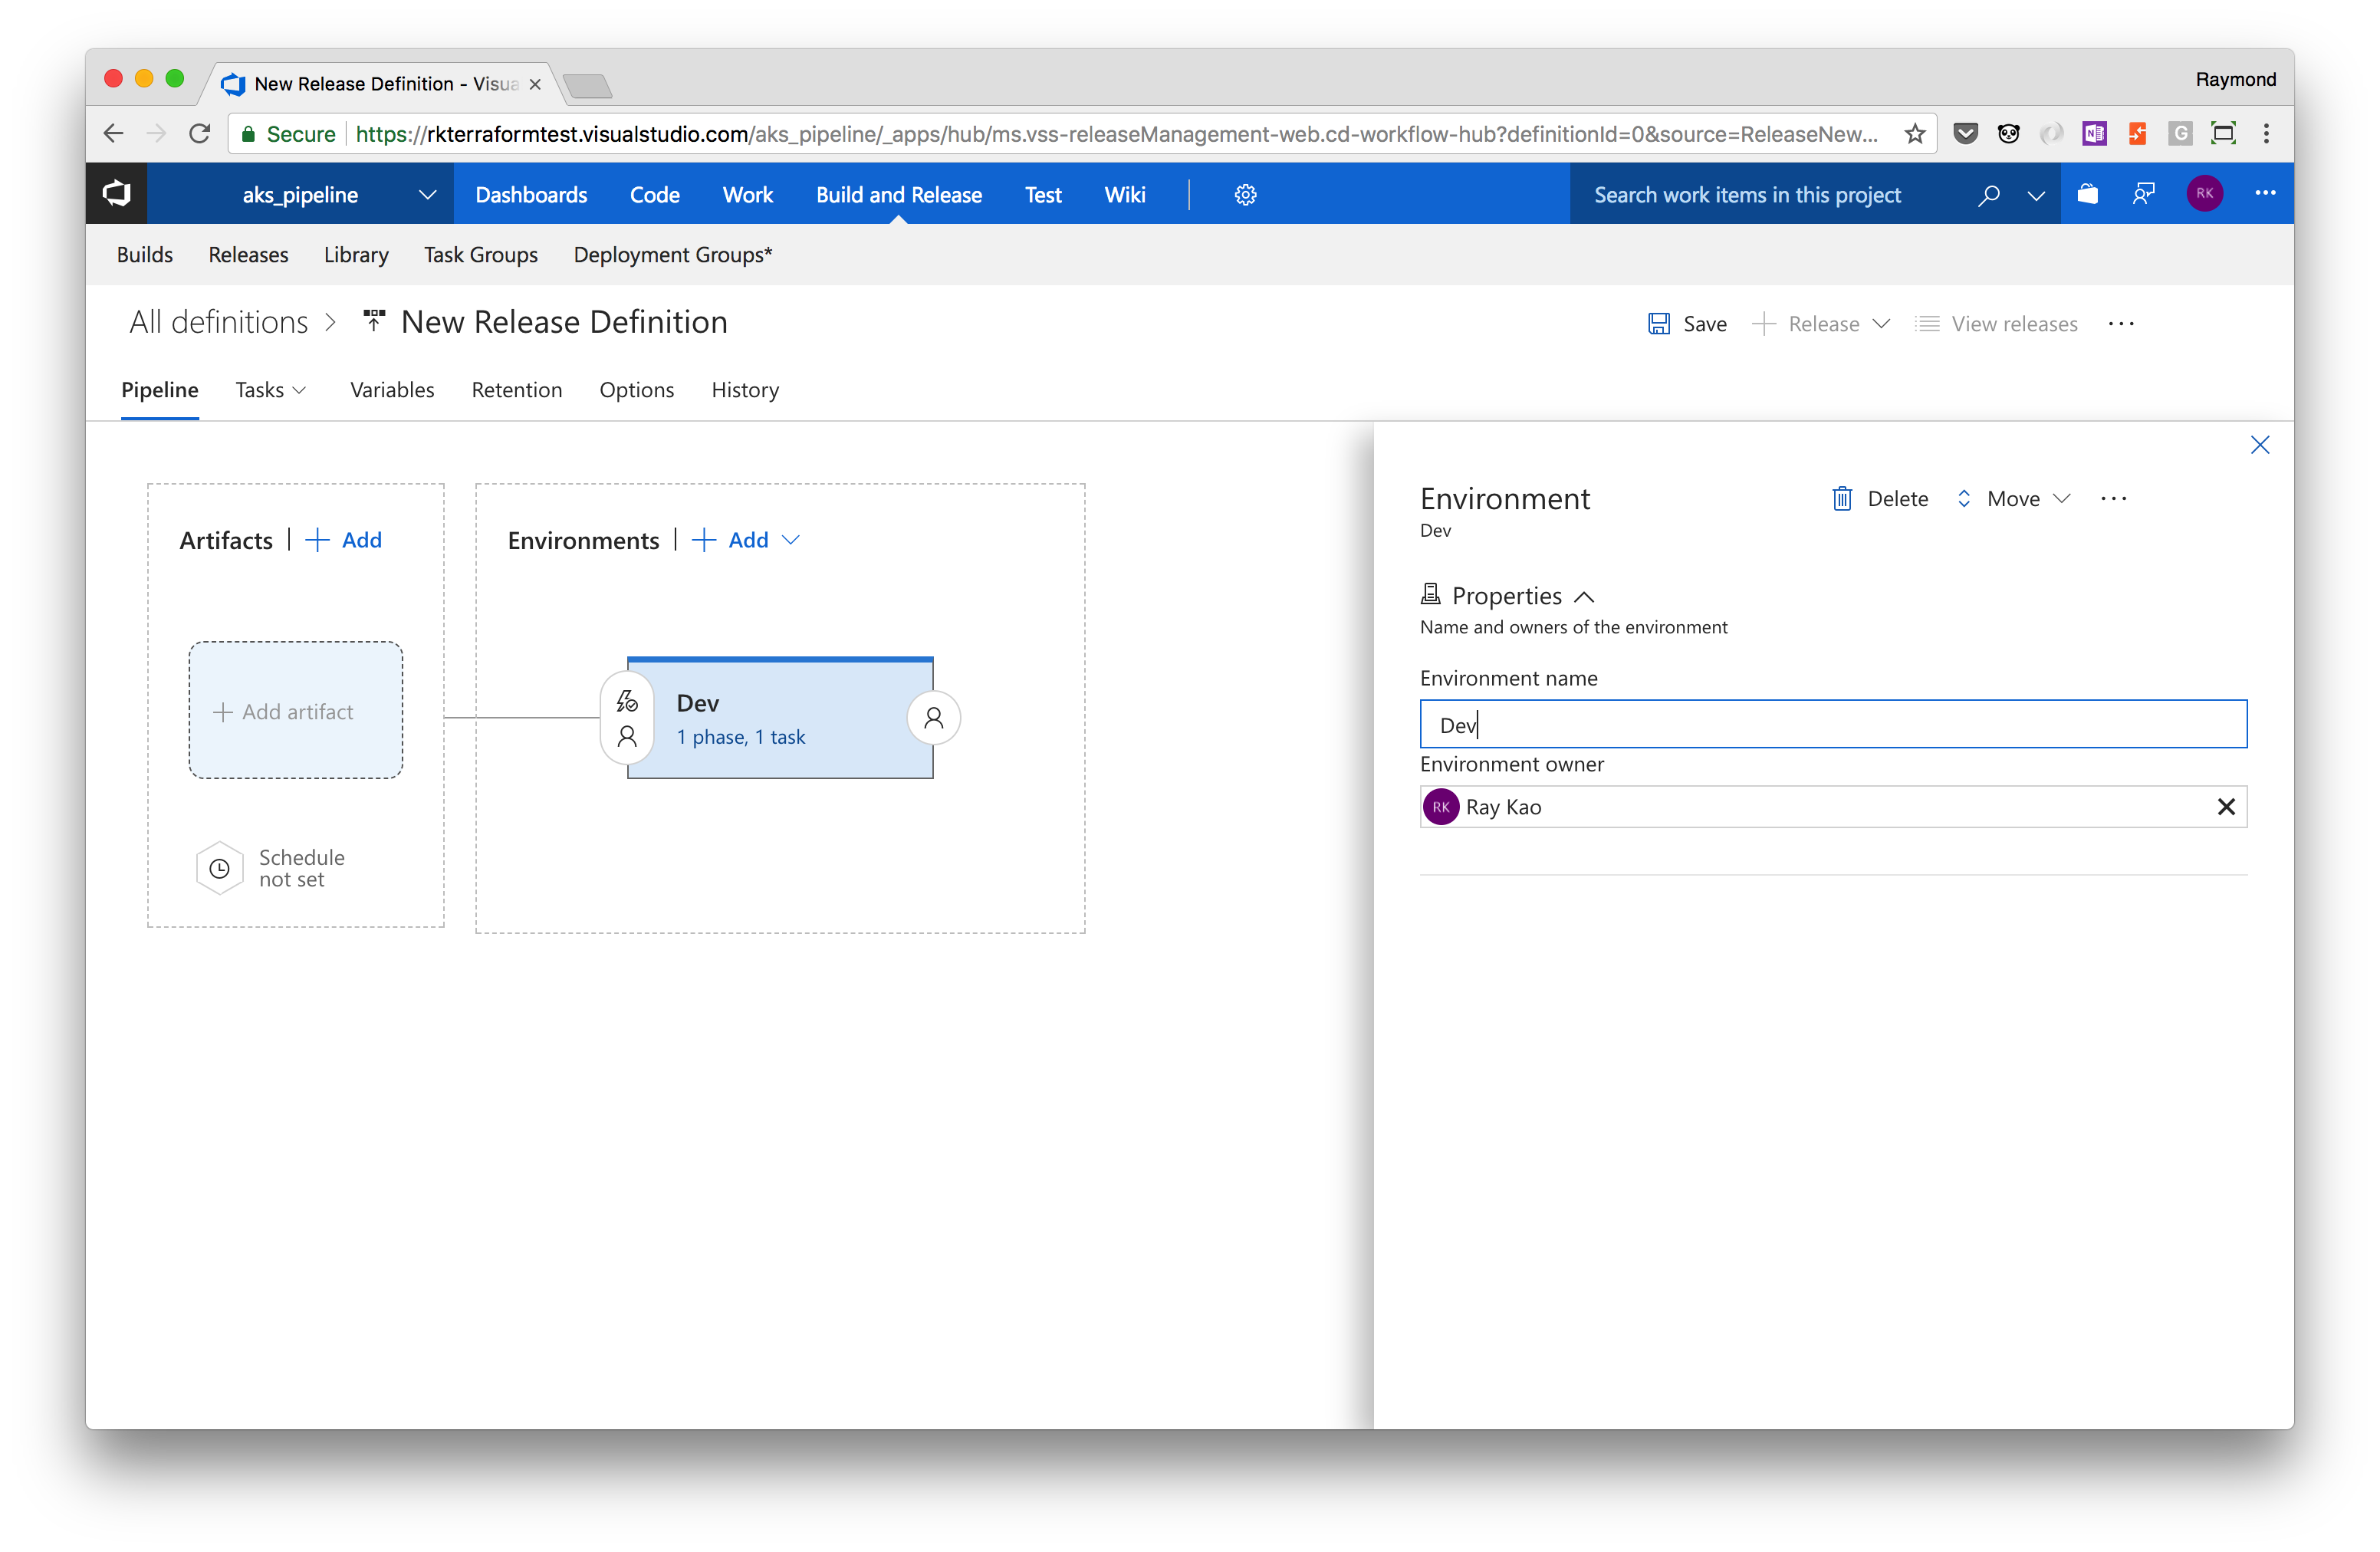 New Release Definition - Visua
Raymond
Secure https://rkterraformtest.visualstudio.com/aks_pipeline/_apps/hub/ms.vss-releaseManagement-web.cd-workflow-hub?definitionId=0&source=ReleaseNew...
N G
aks_pipeline Dashboards Code Work Build and Release Test Wiki Search work items in this project RK
Builds Releases Library Task Groups Deployment Groups*
All definitions > New Release Definition Save Release View releases
Pipeline Tasks Variables Retention Options History
Artifacts | + Add
+ Add artifact
Schedule
not set
Environments | + Add
Dev
1 phase, 1 task
Environment Delete Move
Dev
Properties
Name and owners of the environment
Environment name
Dev
Environment owner
RK Ray Kao